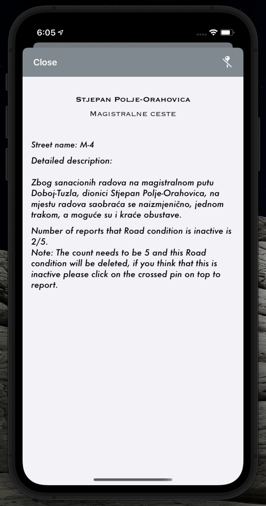 6:05
Close
Stjepan Polje-Orahovica
Magistralne ceste
Street name: M-4
Detailed description:
Zbog sanacionih radova na magistralnom putu
Doboj-Tuzla, dionici Stjepan Polje-Orahovica, na
mjestu radova saobraća se naizmjenično, jednom
trakom, a moguće su i kraće obustave.
Number of reports that Road condition is inactive is
2/5.
Note: The count needs to be 5 and this Road
condition will be deleted, if you think that this is
inactive please click on the crossed pin on top to
report.